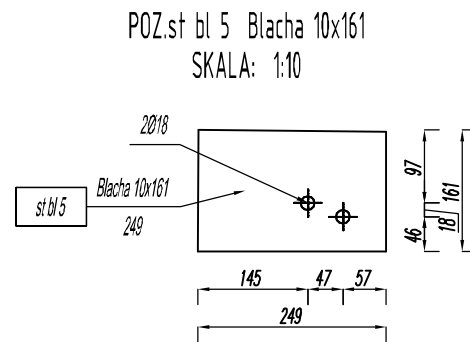 POZ.st bl 5 Blacha 10x161
SKALA: 1:10
2Ø18
Blacha 10x161
st bl 5
249
97
161
18
46
145 47 57
249